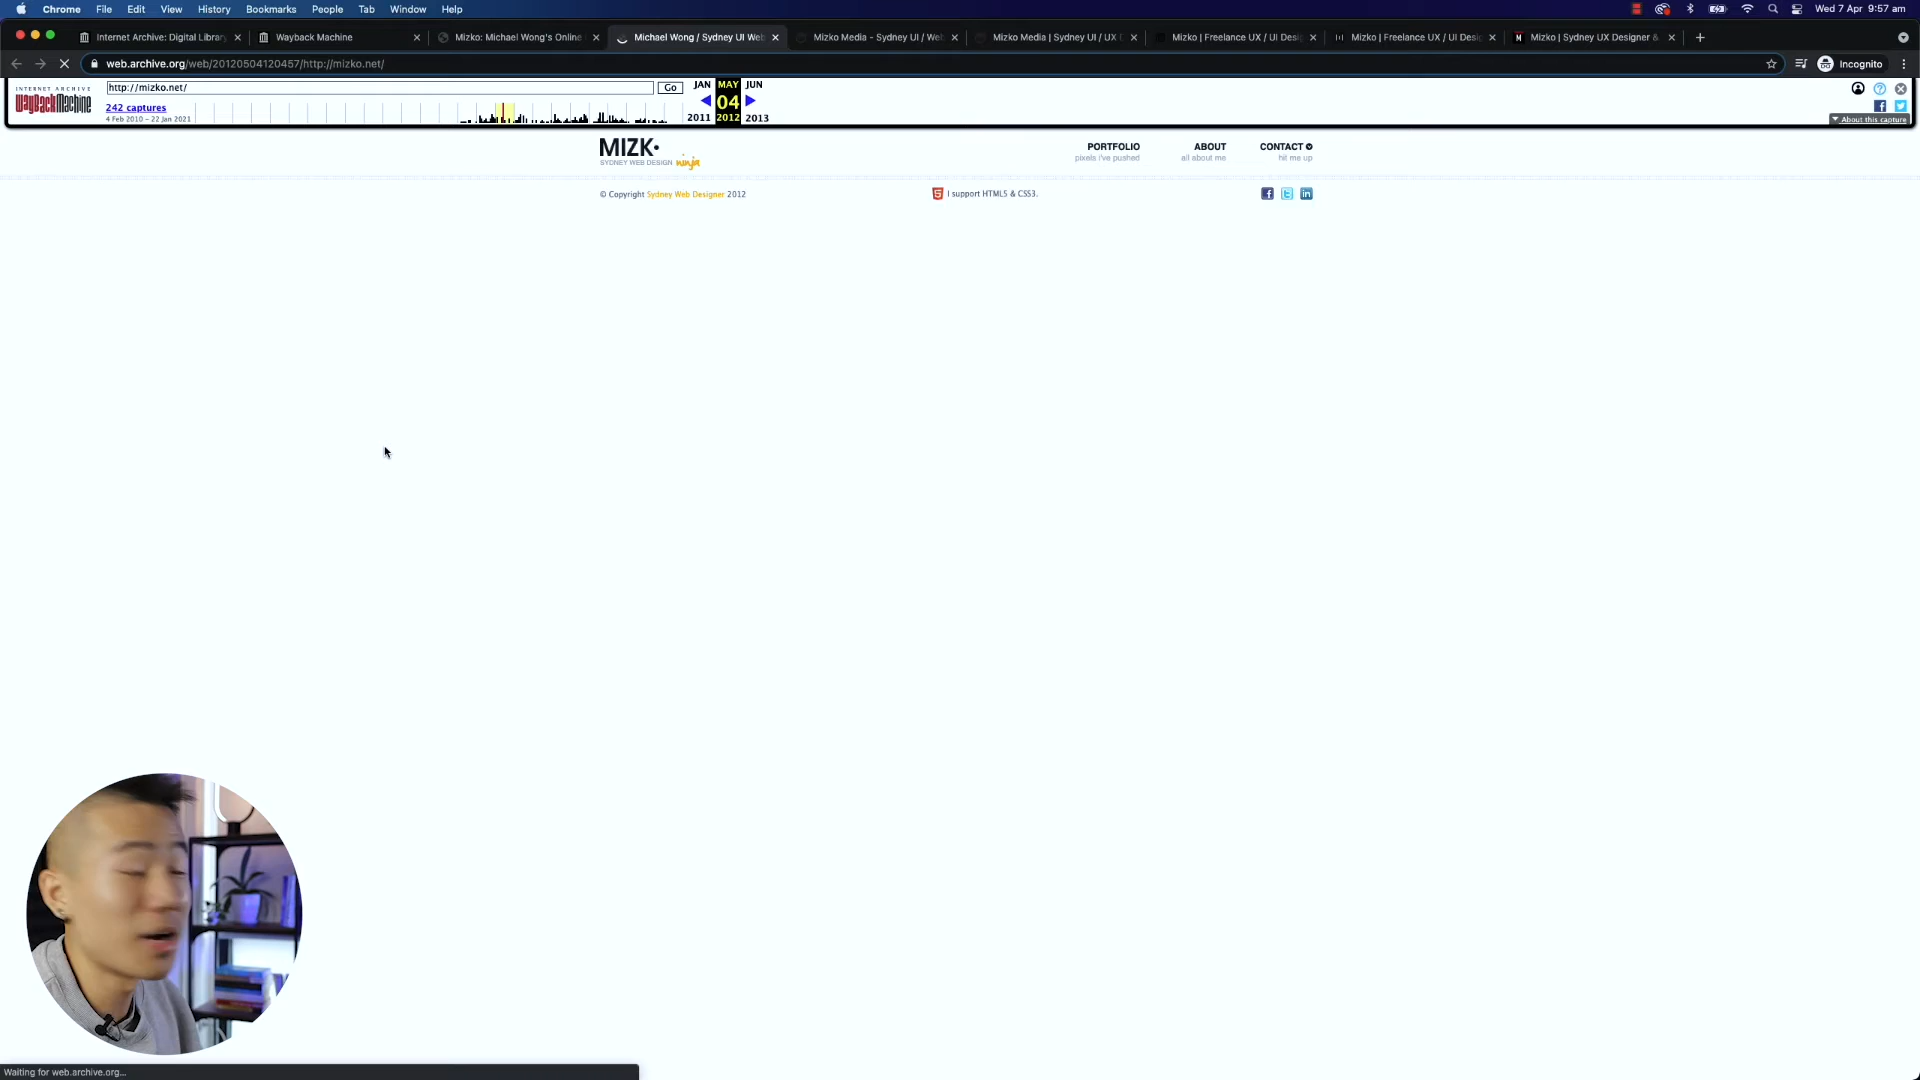 Chrome File Edit View History Bookmarks People Tab Window Help Wed 7 Apr 9:57 am
Internet Archive: Digital Library Wayback Machine Mizko: Michael Wong's Online Michael Wong / Sydney UI Web Mizko Media - Sydney UI / We Mizko Media | Sydney UI / UX D Mizko | Freelance UX / UI Desi Mizko | Freelance UX / UI Desi Mizko | Sydney UX Designer &
web.archive.org/web/20120504120457/http://mizko.net/ Incognito
INTERNET ARCHIVE
WayBackMachine
http://mizko.net/ Go JAN MAY JUN
242 captures 04
4 Feb 2010 – 22 Jan 2021 2011 2012 2013
About this capture
MIZK•
SYDNEY WEB DESIGN ninja
PORTFOLIO ABOUT CONTACT
pixels i've pushed all about me hit me up
© Copyright Sydney Web Designer 2012 I support HTML5 & CSS3.
Waiting for web.archive.org...